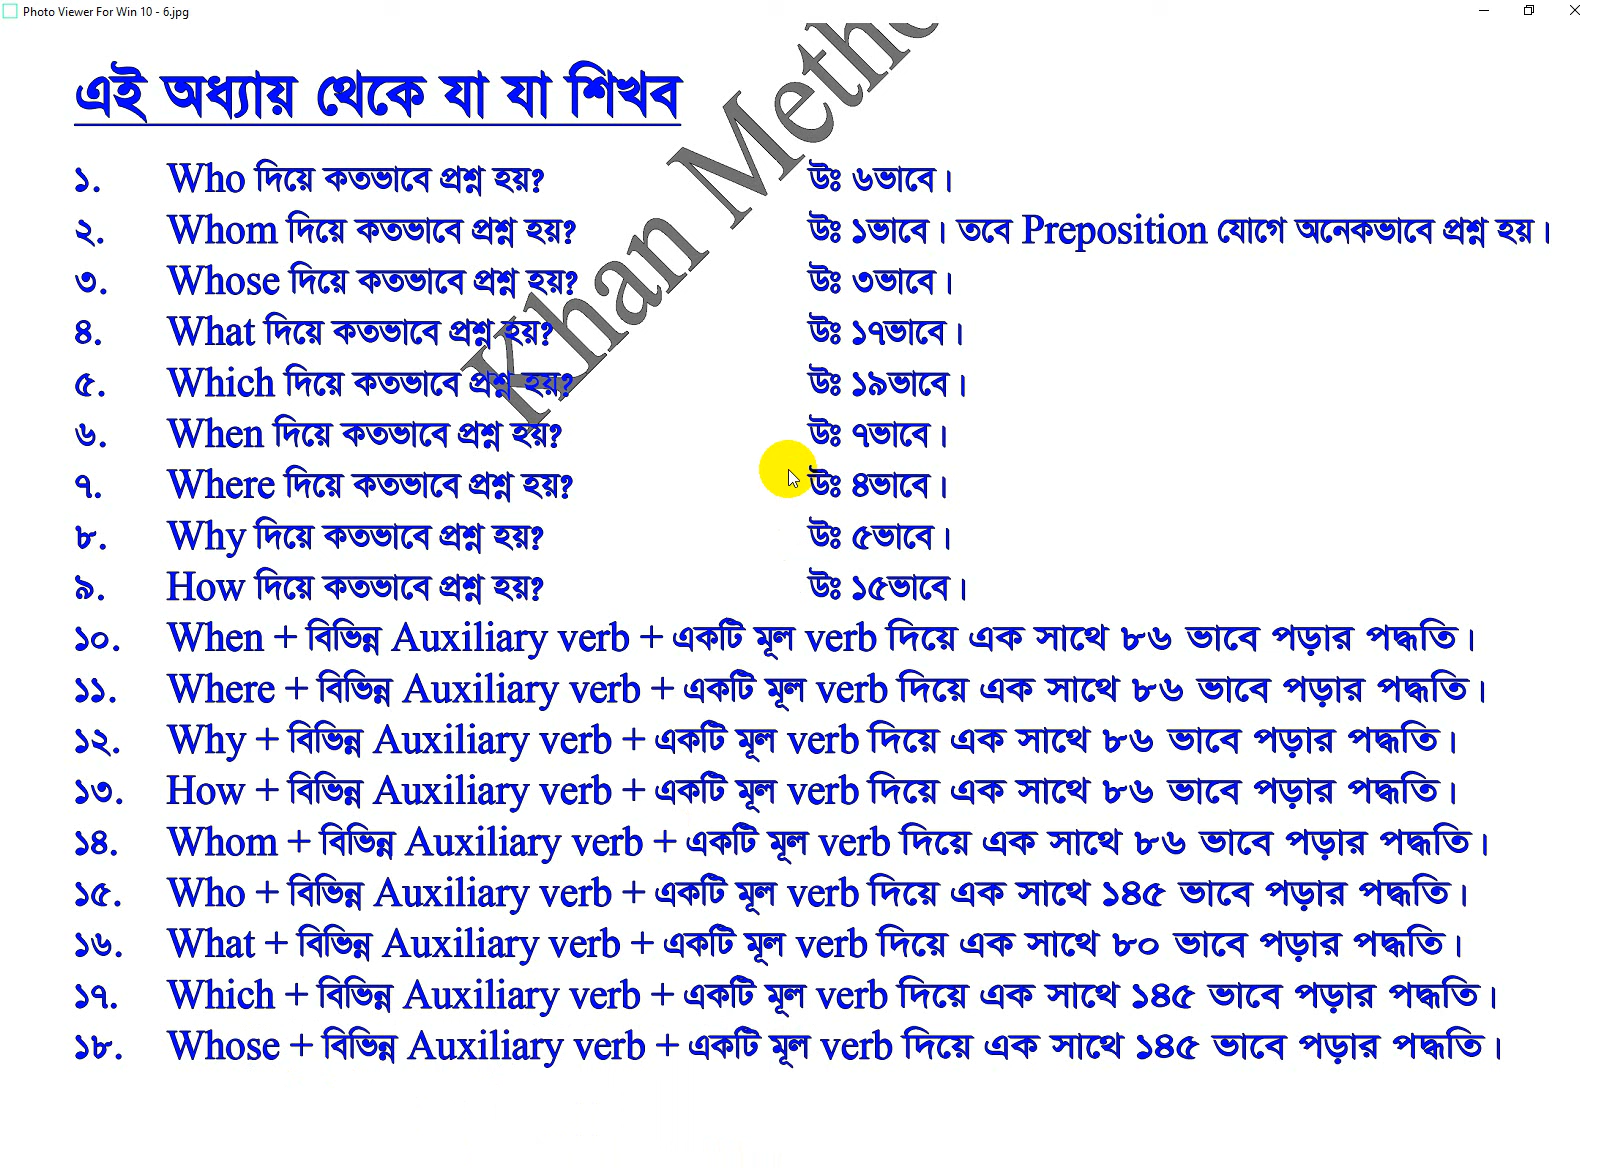 Photo Viewer For Win 10 - 6.jpg
এই অধ্যায় থেকে যা যা শিখব
১. Who দিয়ে কতভাবে প্রশ্ন হয়? উঃ ৬ভাবে।
২. Whom দিয়ে কতভাবে প্রশ্ন হয়? উঃ ১ভাবে। তবে Preposition যোগে অনেকভাবে প্রশ্ন হয়।
৩. Whose দিয়ে কতভাবে প্রশ্ন হয়? উঃ ৩ভাবে।
৪. What দিয়ে কতভাবে প্রশ্ন হয়? উঃ ১৭ভাবে।
৫. Which দিয়ে কতভাবে প্রশ্ন হয়? উঃ ১৯ভাবে।
৬. When দিয়ে কতভাবে প্রশ্ন হয়? উঃ ৭ভাবে।
৭. Where দিয়ে কতভাবে প্রশ্ন হয়? উঃ ৪ভাবে।
৮. Why দিয়ে কতভাবে প্রশ্ন হয়? উঃ ৫ভাবে।
৯. How দিয়ে কতভাবে প্রশ্ন হয়? উঃ ১৫ভাবে।
১০. When + বিভিন্ন Auxiliary verb + একটি মূল verb দিয়ে এক সাথে ৮৬ ভাবে পড়ার পদ্ধতি।
১১. Where + বিভিন্ন Auxiliary verb + একটি মূল verb দিয়ে এক সাথে ৮৬ ভাবে পড়ার পদ্ধতি।
১২. Why + বিভিন্ন Auxiliary verb + একটি মূল verb দিয়ে এক সাথে ৮৬ ভাবে পড়ার পদ্ধতি।
১৩. How + বিভিন্ন Auxiliary verb + একটি মূল verb দিয়ে এক সাথে ৮৬ ভাবে পড়ার পদ্ধতি।
১৪. Whom + বিভিন্ন Auxiliary verb + একটি মূল verb দিয়ে এক সাথে ৮৬ ভাবে পড়ার পদ্ধতি।
১৫. Who + বিভিন্ন Auxiliary verb + একটি মূল verb দিয়ে এক সাথে ১৪৫ ভাবে পড়ার পদ্ধতি।
১৬. What + বিভিন্ন Auxiliary verb + একটি মূল verb দিয়ে এক সাথে ৮০ ভাবে পড়ার পদ্ধতি।
১৭. Which + বিভিন্ন Auxiliary verb + একটি মূল verb দিয়ে এক সাথে ১৪৫ ভাবে পড়ার পদ্ধতি।
১৮. Whose + বিভিন্ন Auxiliary verb + একটি মূল verb দিয়ে এক সাথে ১৪৫ ভাবে পড়ার পদ্ধতি।
Khan Metho